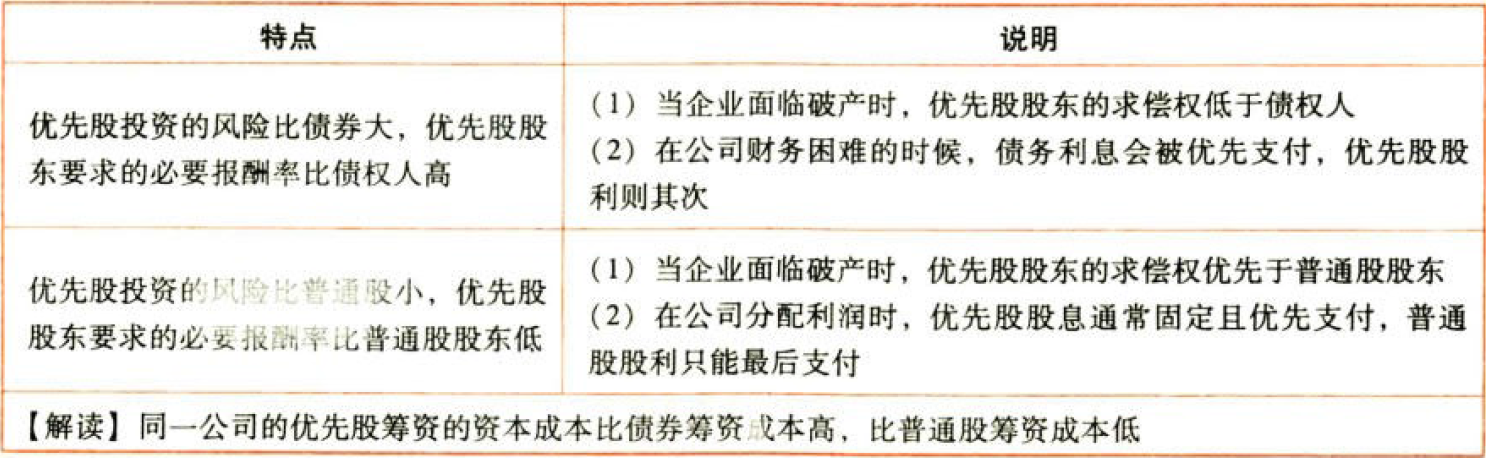 特点
说明
优先股投资的风险比债券大，优先股股
东要求的必要报酬率比债权人高
（1）当企业面临破产时，优先股股东的求偿权低于债权人
（2）在公司财务困难的时候，债务利息会被优先支付，优先股股
利则其次
优先股投资的风险比普通股小，优先股
股东要求的必要报酬率比普通股股东低
（1）当企业面临破产时，优先股股东的求偿权优先于普通股股东
（2）在公司分配利润时，优先股股息通常固定且优先支付，普通
股股利只能最后支付
【解读】同一公司的优先股筹资的资本成本比债券筹资成本高，比普通股筹资成本低